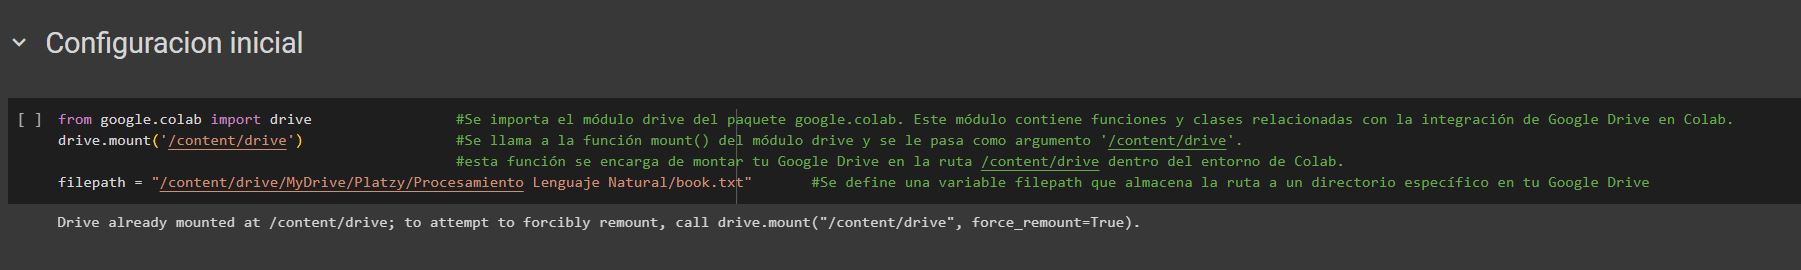 Configuracion inicial
[ ] from google.colab import drive #Se importa el módulo drive del paquete google.colab. Este módulo contiene funciones y clases relacionadas con la integración de Google Drive en Colab.
drive.mount('/content/drive') #Se llama a la función mount() del módulo drive y se le pasa como argumento '/content/drive'.
#esta función se encarga de montar tu Google Drive en la ruta /content/drive dentro del entorno de Colab.
filepath = "/content/drive/MyDrive/Platzy/Procesamiento Lenguaje Natural/book.txt" #Se define una variable filepath que almacena la ruta a un directorio específico en tu Google Drive
Drive already mounted at /content/drive; to attempt to forcibly remount, call drive.mount("/content/drive", force_remount=True).